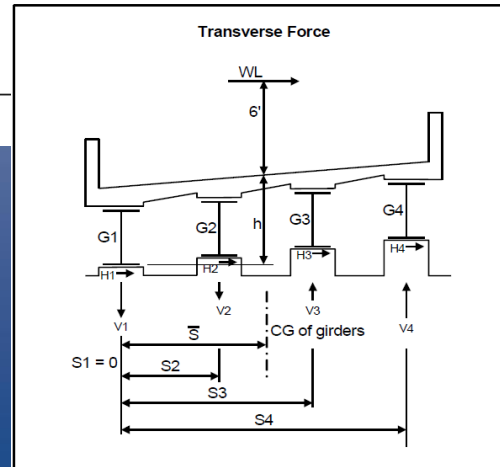 Transverse Force
WL
6'
h
G1
G2
G3
G4
H1
H2
H3
H4
V1
V2
V3
V4
S̅
CG of girders
S1 = 0
S2
S3
S4